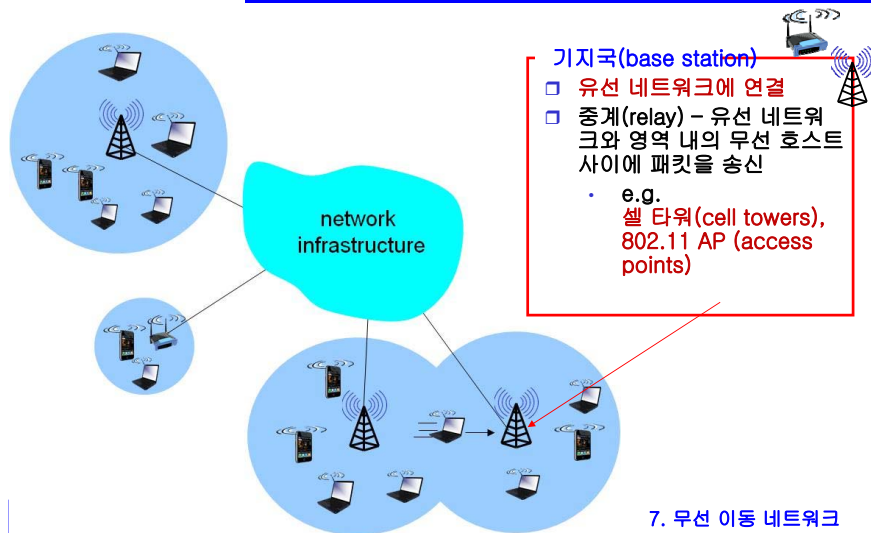 기지국(base station)
유선 네트워크에 연결
중계(relay) – 유선 네트워
크와 영역 내의 무선 호스트
사이에 패킷을 송신
• e.g.
셀 타워(cell towers),
802.11 AP (access
points)
network
infrastructure
7. 무선 이동 네트워크